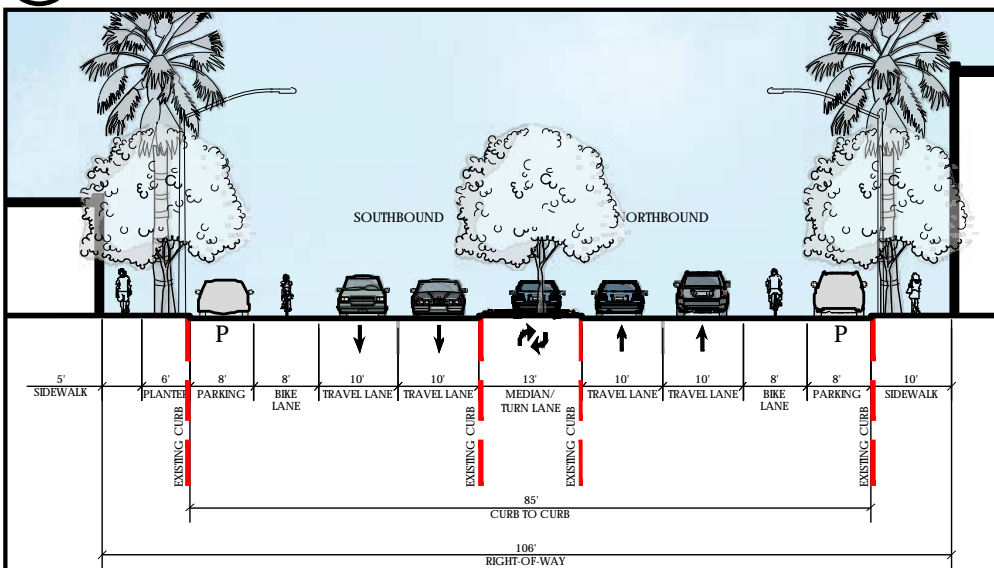 SOUTHBOUND
NORTHBOUND
P
P
5'
6'
8'
8'
10'
10'
13'
10'
10'
8'
8'
10'
SIDEWALK
PLANTER
PARKING
BIKE
LANE
TRAVEL LANE
TRAVEL LANE
MEDIAN/
TURN LANE
TRAVEL LANE
TRAVEL LANE
BIKE
LANE
PARKING
SIDEWALK
EXISTING CURB
EXISTING CURB
EXISTING CURB
EXISTING CURB
85'
CURB TO CURB
106'
RIGHT-OF-WAY